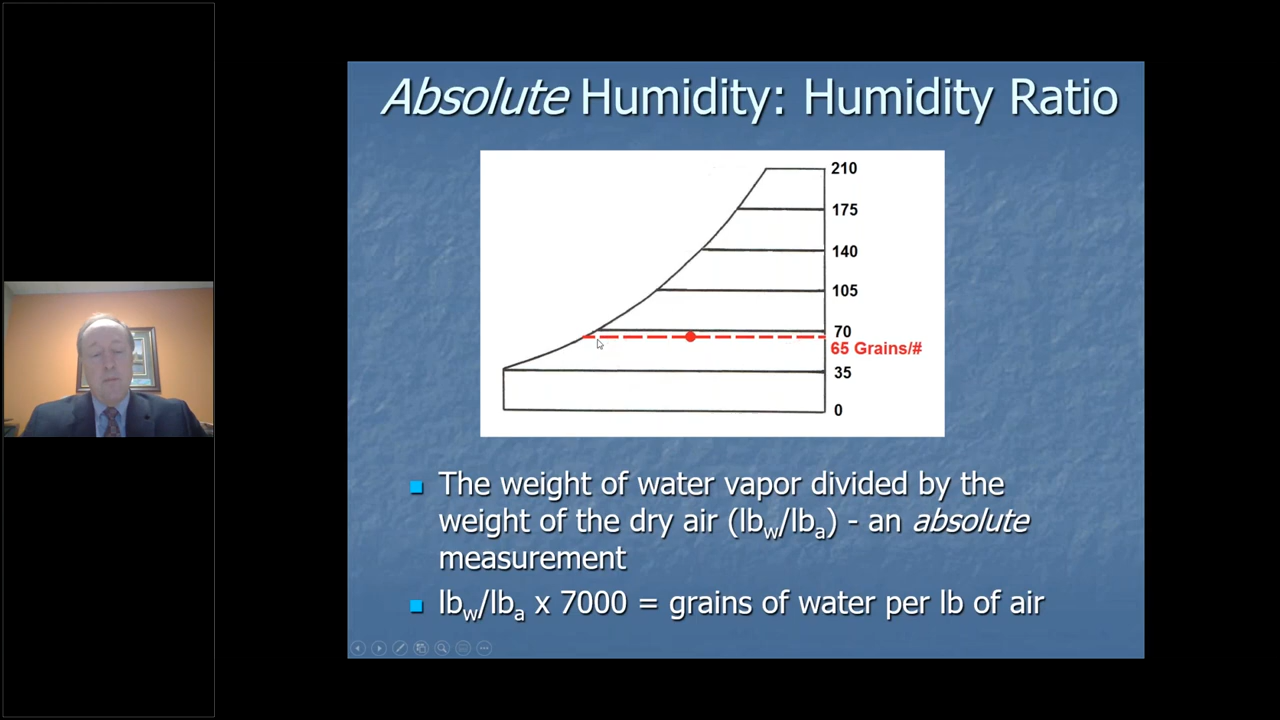 Absolute Humidity: Humidity Ratio
210
175
140
105
70
65 Grains/#
35
0
The weight of water vapor divided by the
weight of the dry air (lbw/lba) - an absolute
measurement
lbw/lba x 7000 = grains of water per lb of air